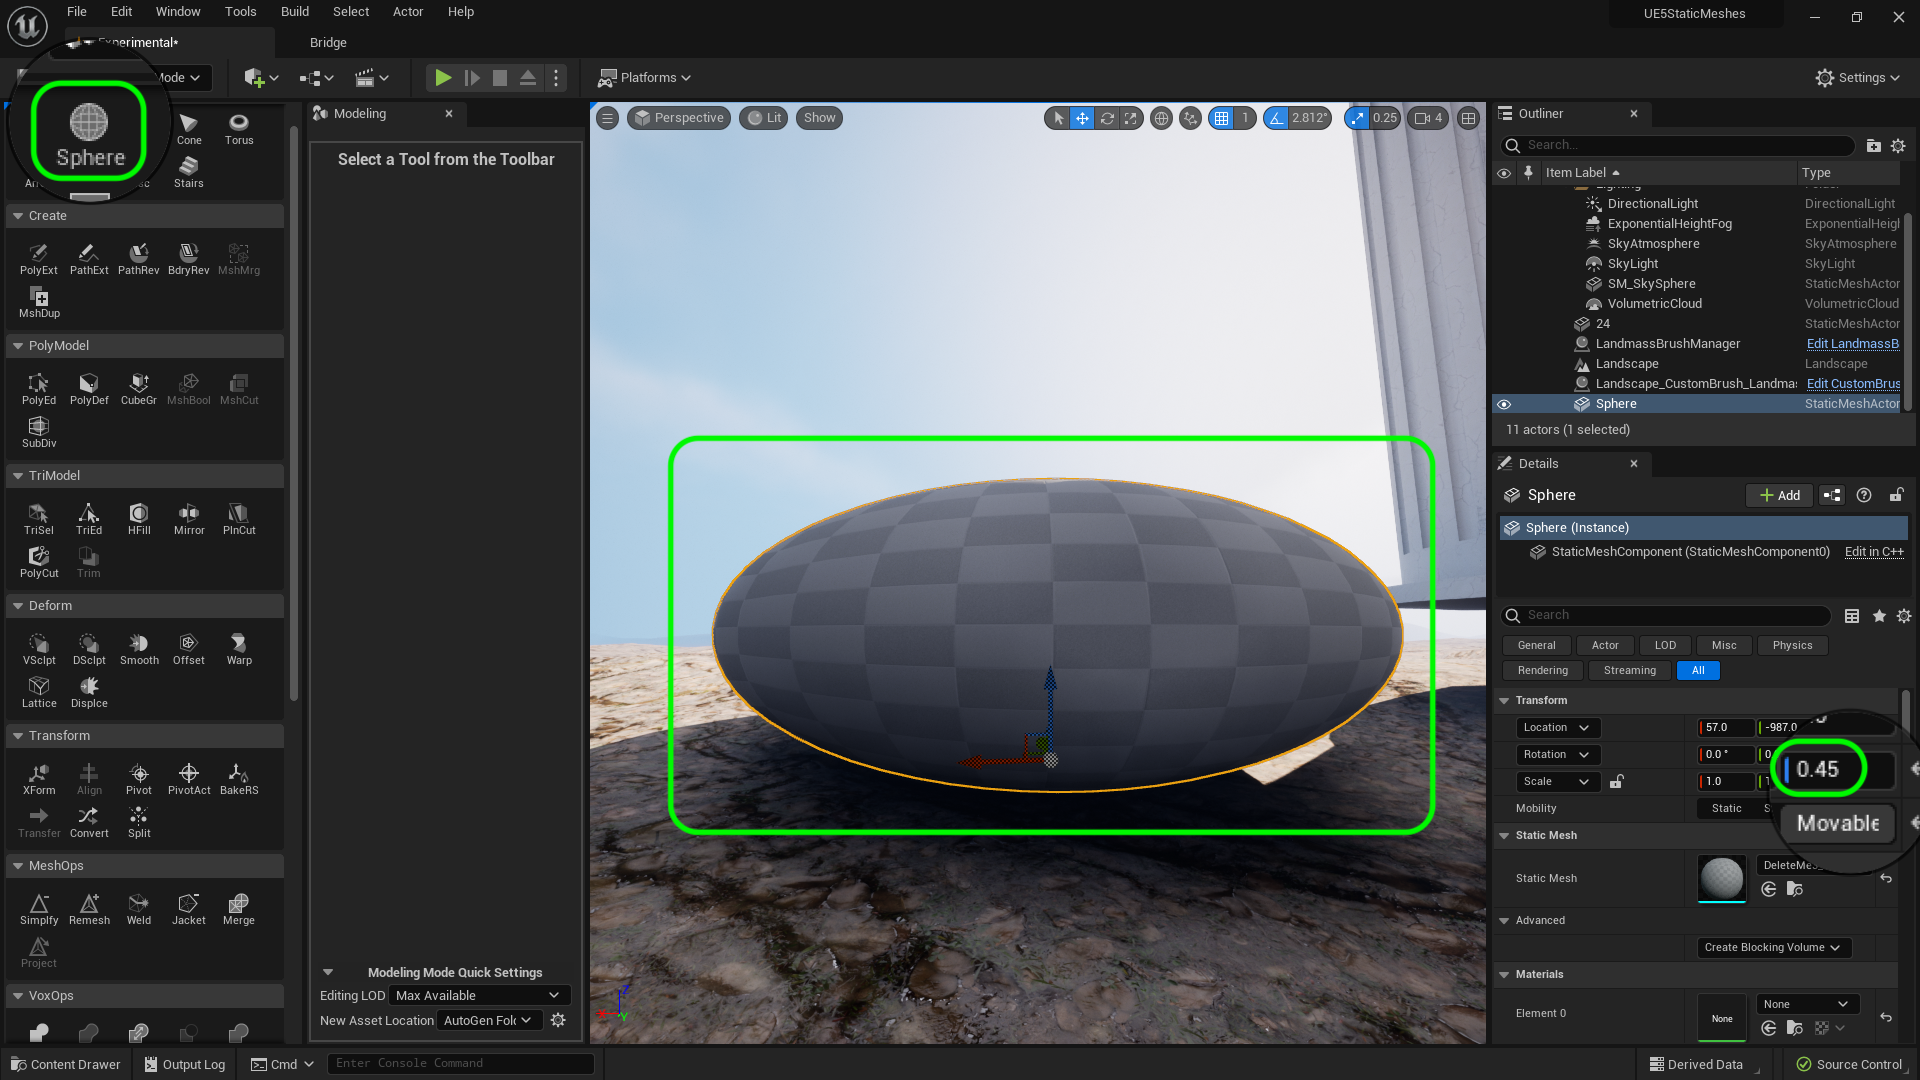 File Edit Window Tools Build Select Actor Help
UE5StaticMeshes
Experimental*
Bridge
Mode
Platforms
Settings
Sphere
Cone
Torus
Stairs
Create
PolyExt PathExt PathRev BdryRev MshMrg
MshDup
PolyModel
PolyEd PolyDef CubeGr MshBool MshCut
SubDiv
TriModel
TriSel TriEd HFill Mirror PlnCut
PolyCut Trim
Deform
VSclpt DSclpt Smooth Offset Warp
Lattice Displce
Transform
XForm Align Pivot PivotAct BakeRS
Transfer Convert Split
MeshOps
Simplfy Remesh Weld Jacket Merge
Project
VoxOps
Modeling
Select a Tool from the Toolbar
Modeling Mode Quick Settings
Editing LOD Max Available
New Asset Location AutoGen Fol
Perspective Lit Show
1 2.812° 0.25 4
Z
X Y
Outliner
Search...
Item Label Type
Lighting Folder
DirectionalLight DirectionalLight
ExponentialHeightFog ExponentialHeigl
SkyAtmosphere SkyAtmosphere
SkyLight SkyLight
SM_SkySphere StaticMeshActor
VolumetricCloud VolumetricCloud
24 StaticMeshActor
LandmassBrushManager Edit LandmassB
Landscape Landscape
Landscape_CustomBrush_Landmas Edit CustomBrus
Sphere StaticMeshActor
11 actors (1 selected)
Details
Sphere
Add
Sphere (Instance)
StaticMeshComponent (StaticMeshComponent0) Edit in C++
Search
General Actor LOD Misc Physics
Rendering Streaming All
Transform
Location 57.0 -987.0
Rotation 0.0 °
Scale 1.0
0.45
Mobility Static
Movable
Static Mesh
Static Mesh
Advanced
Create Blocking Volume
Materials
Element 0
None
None
Content Drawer Output Log Cmd Enter Console Command
Derived Data Source Control